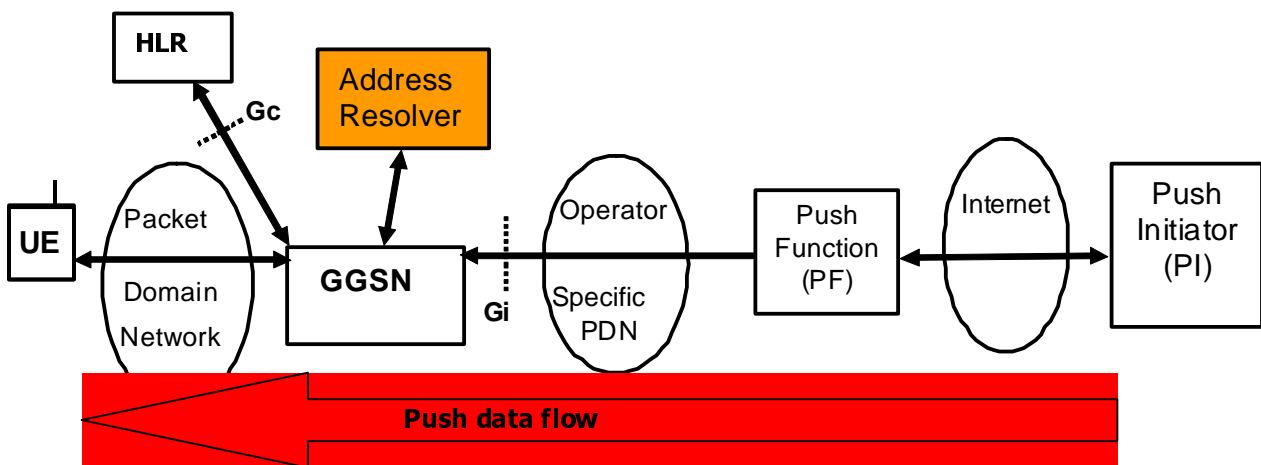 HLR
Address
Resolver
Gc
UE
Packet
Domain
Network
GGSN
Gi
Operator
Specific
PDN
Push
Function
(PF)
Internet
Push
Initiator
(PI)
Push data flow